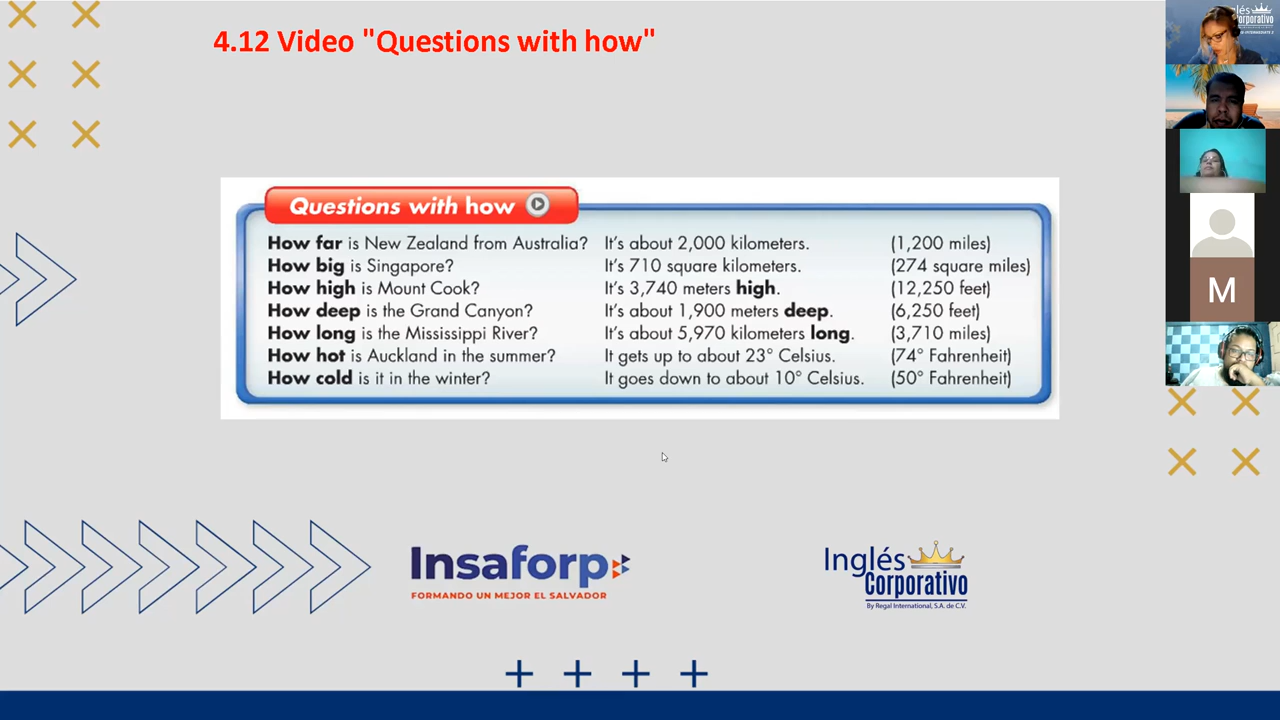 4.12 Video "Questions with how"
Questions with how
How far is New Zealand from Australia? It's about 2,000 kilometers. (1,200 miles)
How big is Singapore? It's 710 square kilometers. (274 square miles)
How high is Mount Cook? It's 3,740 meters high. (12,250 feet)
How deep is the Grand Canyon? It's about 1,900 meters deep. (6,250 feet)
How long is the Mississippi River? It's about 5,970 kilometers long. (3,710 miles)
How hot is Auckland in the summer? It gets up to about 23° Celsius. (74° Fahrenheit)
How cold is it in the winter? It goes down to about 10° Celsius. (50° Fahrenheit)
Insaforp
FORMANDO UN MEJOR EL SALVADOR
Inglés
Corporativo
By Regal International, S.A. de C.V.
M